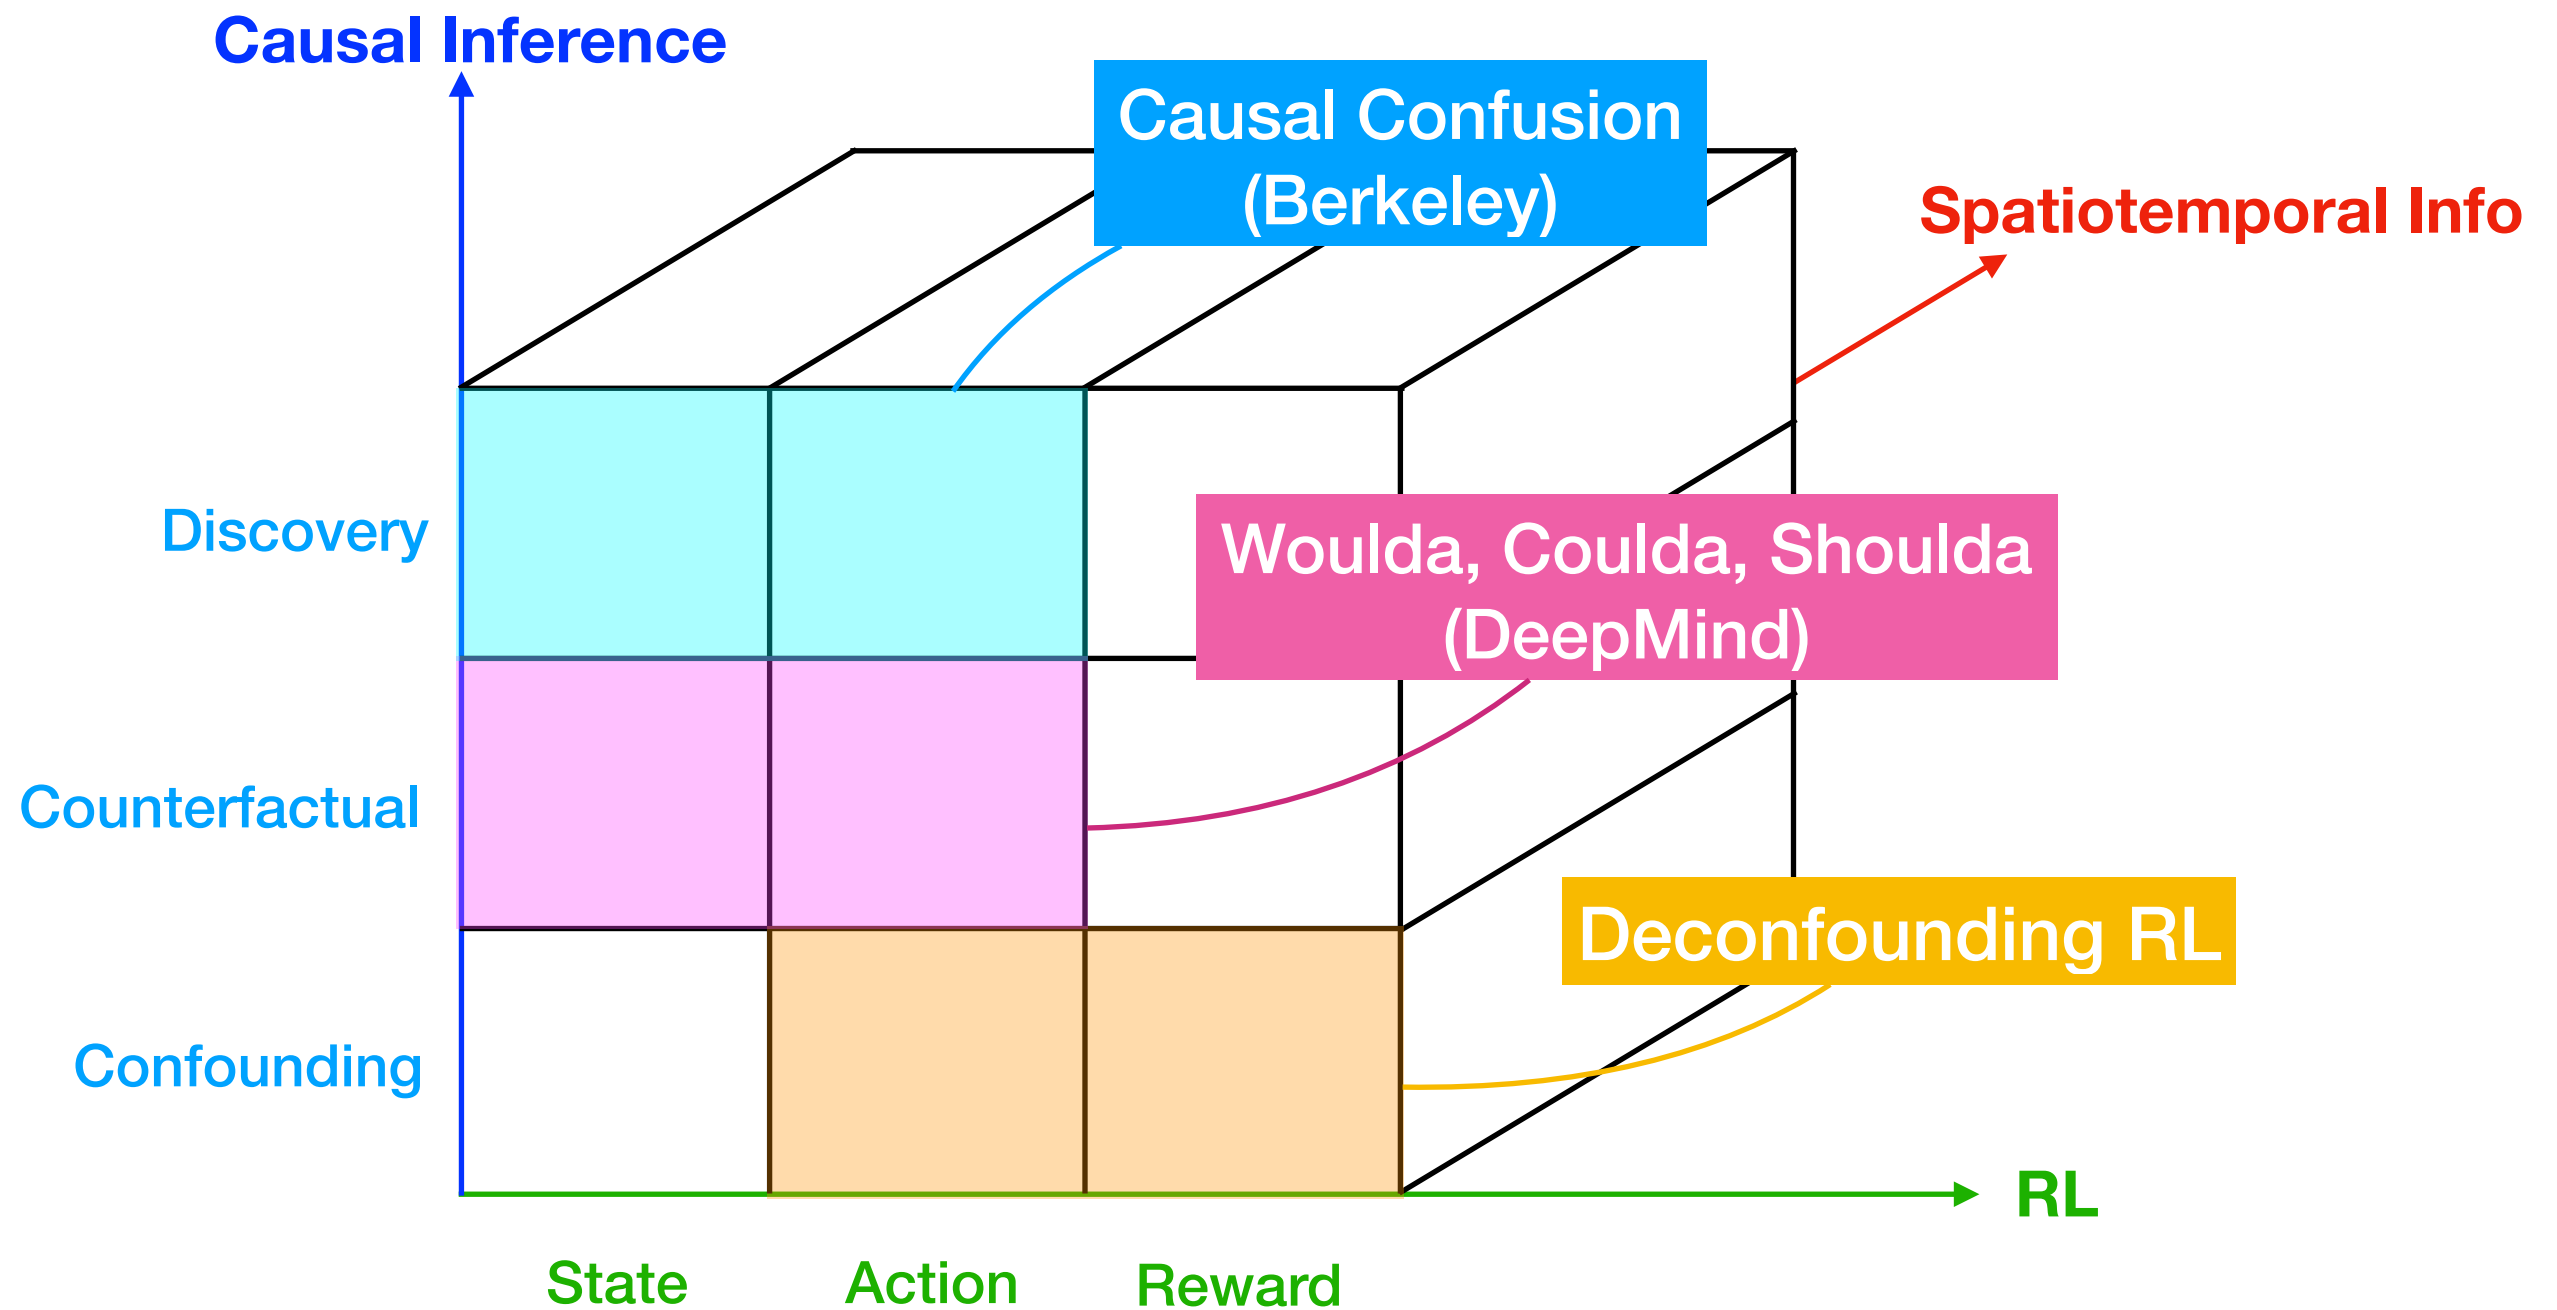 Causal Inference
Causal Confusion
(Berkeley)
Spatiotemporal Info
Discovery
Woulda, Coulda, Shoulda
(DeepMind)
Counterfactual
Deconfounding RL
Confounding
RL
State
Action
Reward